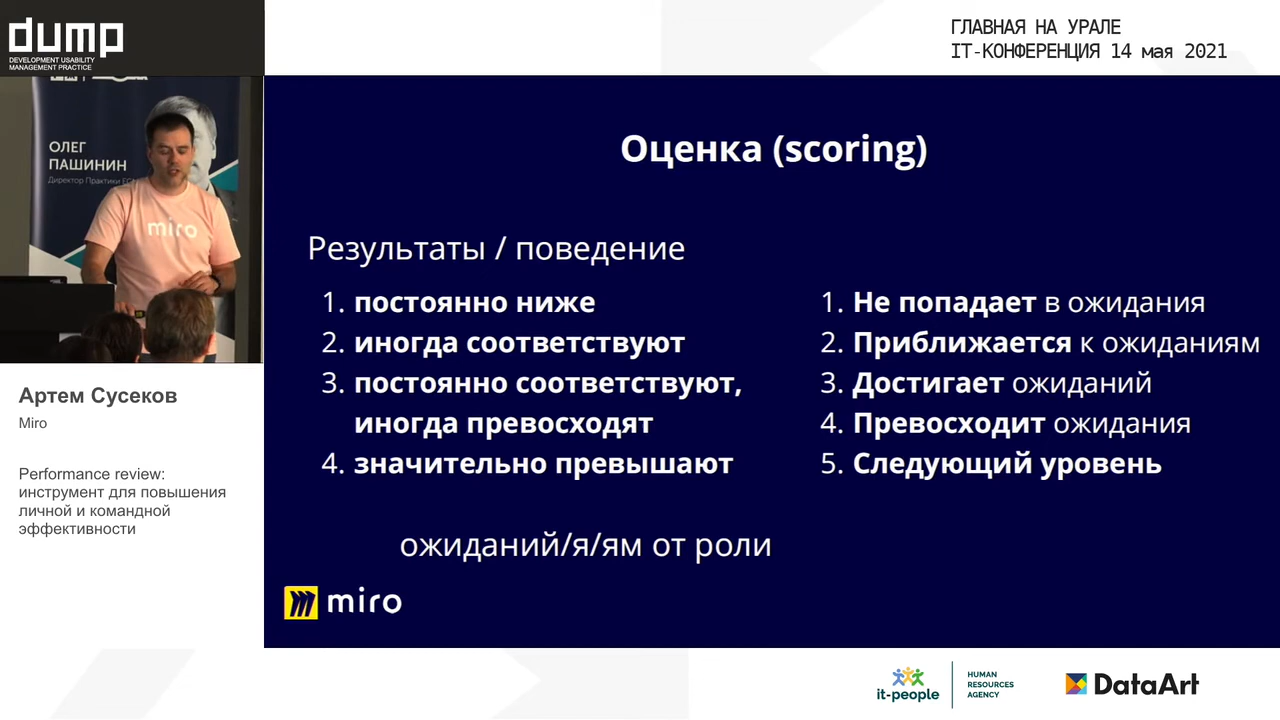 dump
DEVELOPMENT USABILITY
MANAGEMENT PRACTICE
ГЛАВНАЯ НА УРАЛЕ
IT-КОНФЕРЕНЦИЯ 14 мая 2021
ОЛЕГ
ПАШИНИН
Директор Практики
miro
Артем Сусеков
Miro
Performance review:
инструмент для повышения
личной и командной
эффективности
Оценка (scoring)
Результаты / поведение
1. постоянно ниже
2. иногда соответствуют
3. постоянно соответствуют,
иногда превосходят
4. значительно превышают
ожиданий/я/ям от роли
1. Не попадает в ожидания
2. Приближается к ожиданиям
3. Достигает ожиданий
4. Превосходит ожидания
5. Следующий уровень
miro
it-people
HUMAN
RESOURCES
AGENCY
DataArt